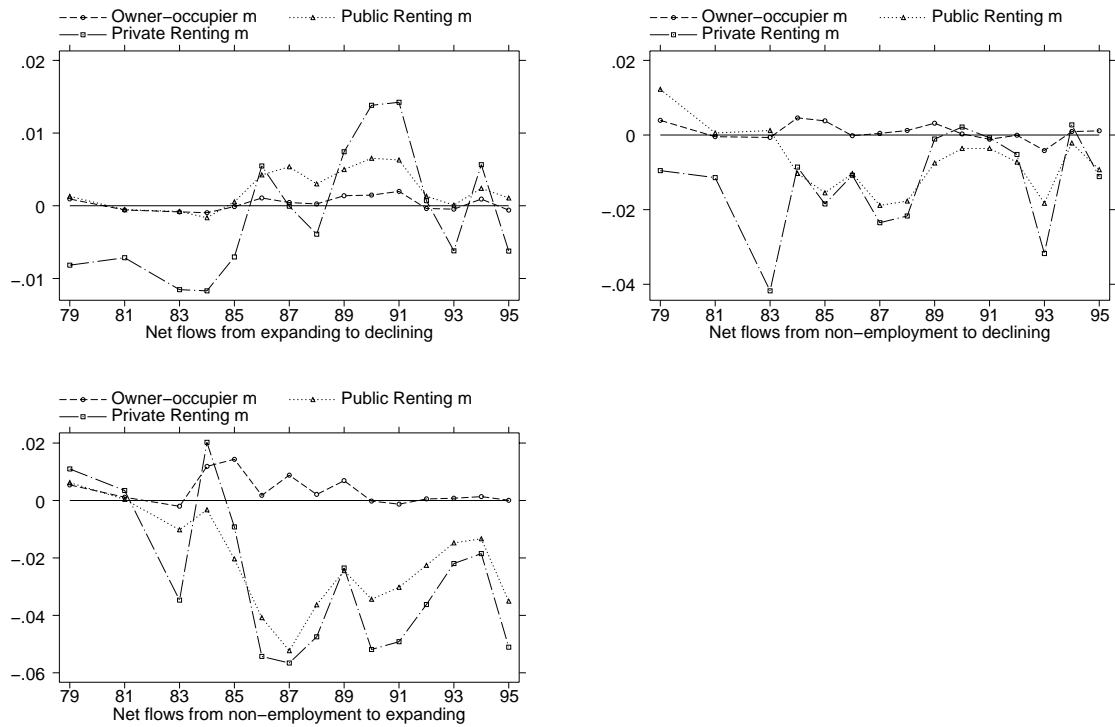 Owner−occupier m Public Renting m
Private Renting m
.02
.01
0
−.01
79 81 83 85 87 89 91 93 95
Net flows from expanding to declining
Owner−occupier m Public Renting m
Private Renting m
.02
0
−.02
−.04
79 81 83 85 87 89 91 93 95
Net flows from non−employment to declining
Owner−occupier m Public Renting m
Private Renting m
.02
0
−.02
−.04
−.06
79 81 83 85 87 89 91 93 95
Net flows from non−employment to expanding